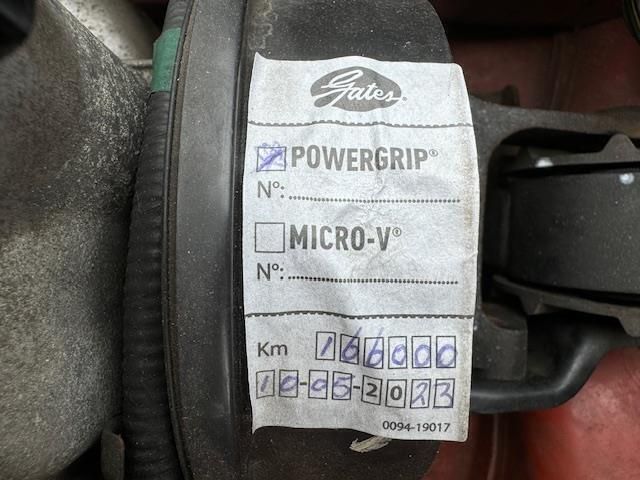 Gates
POWERGRIP®
Nº:
MICRO-V®
Nº:
Km 166000
10-05-2023
0094-19017